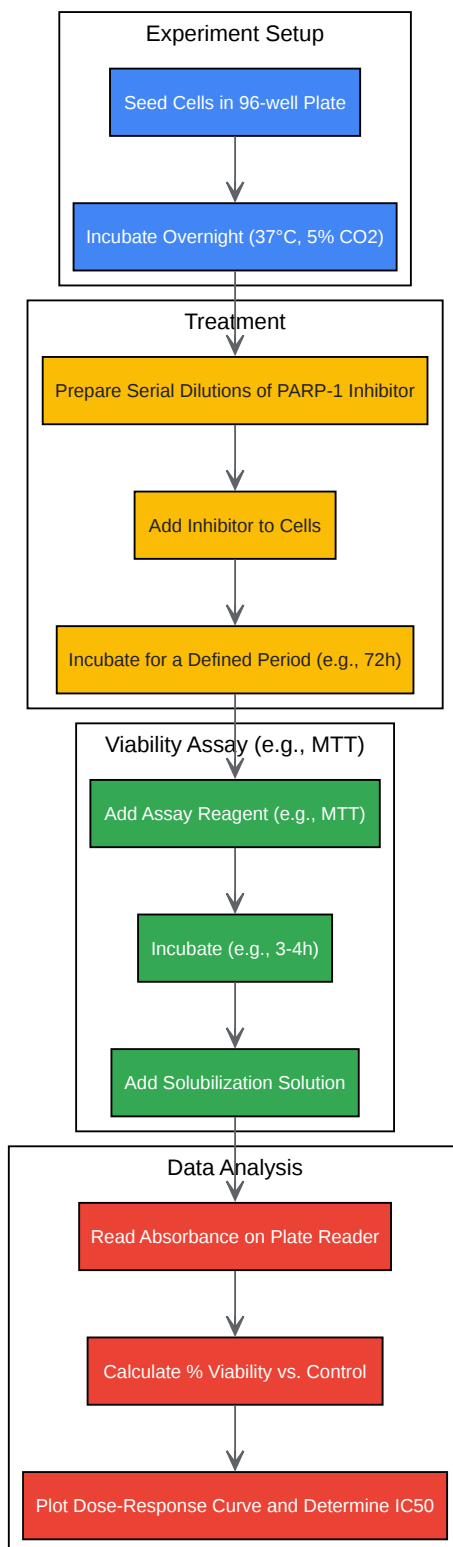 Experiment Setup
Seed Cells in 96-well Plate
Incubate Overnight (37°C, 5% CO2)
Treatment
Prepare Serial Dilutions of PARP-1 Inhibitor
Add Inhibitor to Cells
Incubate for a Defined Period (e.g., 72h)
Viability Assay (e.g., MTT)
Add Assay Reagent (e.g., MTT)
Incubate (e.g., 3-4h)
Add Solubilization Solution
Data Analysis
Read Absorbance on Plate Reader
Calculate % Viability vs. Control
Plot Dose-Response Curve and Determine IC50